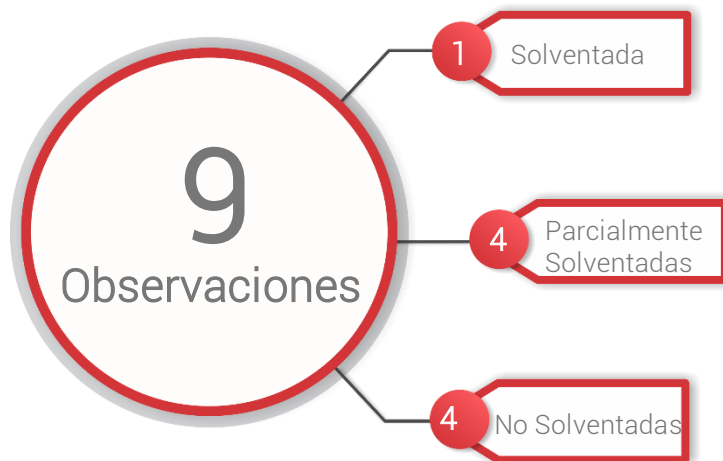 9
Observaciones
1
Solventada
4
Parcialmente
Solventadas
4
No Solventadas